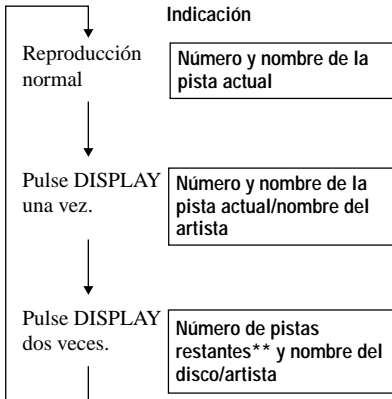 Indicación
Reproducción
normal
Número y nombre de la
pista actual
Pulse DISPLAY
una vez.
Número y nombre de la
pista actual/nombre del
artista
Pulse DISPLAY
dos veces.
Número de pistas
restantes** y nombre del
disco/artista